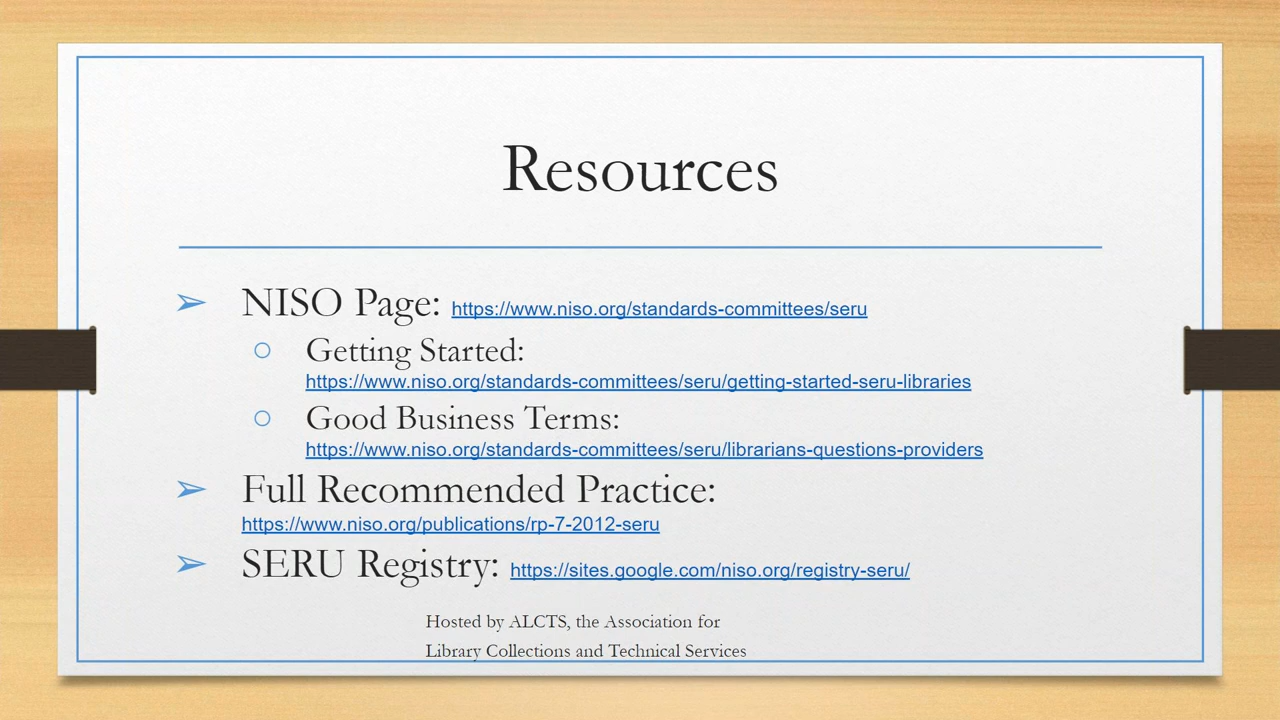 Resources
➢ NISO Page: https://www.niso.org/standards-committees/seru
○ Getting Started:
https://www.niso.org/standards-committees/seru/getting-started-seru-libraries
○ Good Business Terms:
https://www.niso.org/standards-committees/seru/librarians-questions-providers
➢ Full Recommended Practice:
https://www.niso.org/publications/rp-7-2012-seru
➢ SERU Registry: https://sites.google.com/niso.org/registry-seru/
Hosted by ALCTS, the Association for
Library Collections and Technical Services